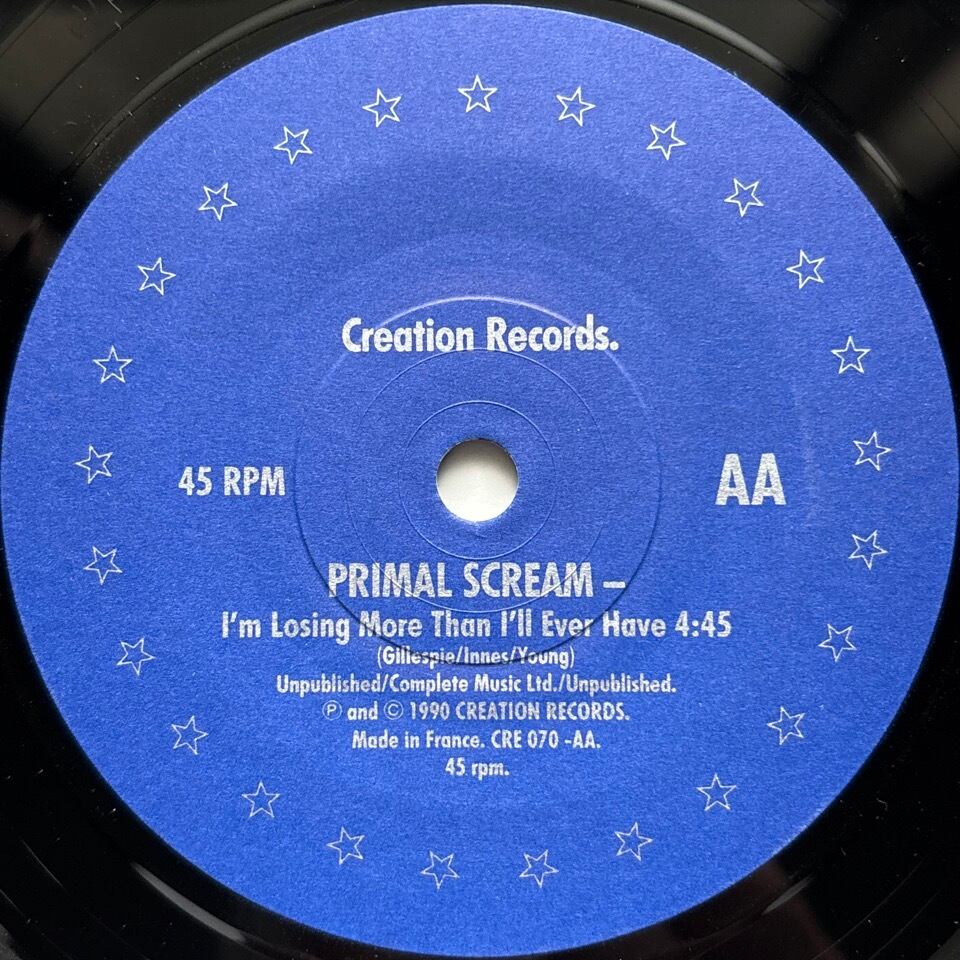 Creation Records.
45 RPM
AA
PRIMAL SCREAM –
I'm Losing More Than I'll Ever Have 4:45
(Gillespie/Innes/Young)
Unpublished/Complete Music Ltd./Unpublished.
℗ and © 1990 CREATION RECORDS.
Made in France. CRE 070 -AA.
45 rpm.